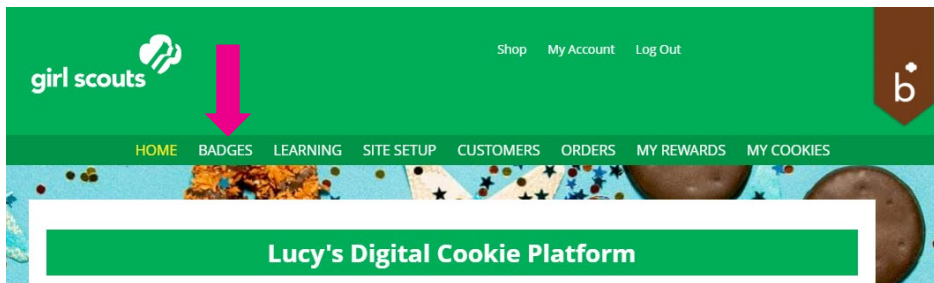 Shop My Account Log Out
girl scouts
b
HOME BADGES LEARNING SITE SETUP CUSTOMERS ORDERS MY REWARDS MY COOKIES
Lucy's Digital Cookie Platform